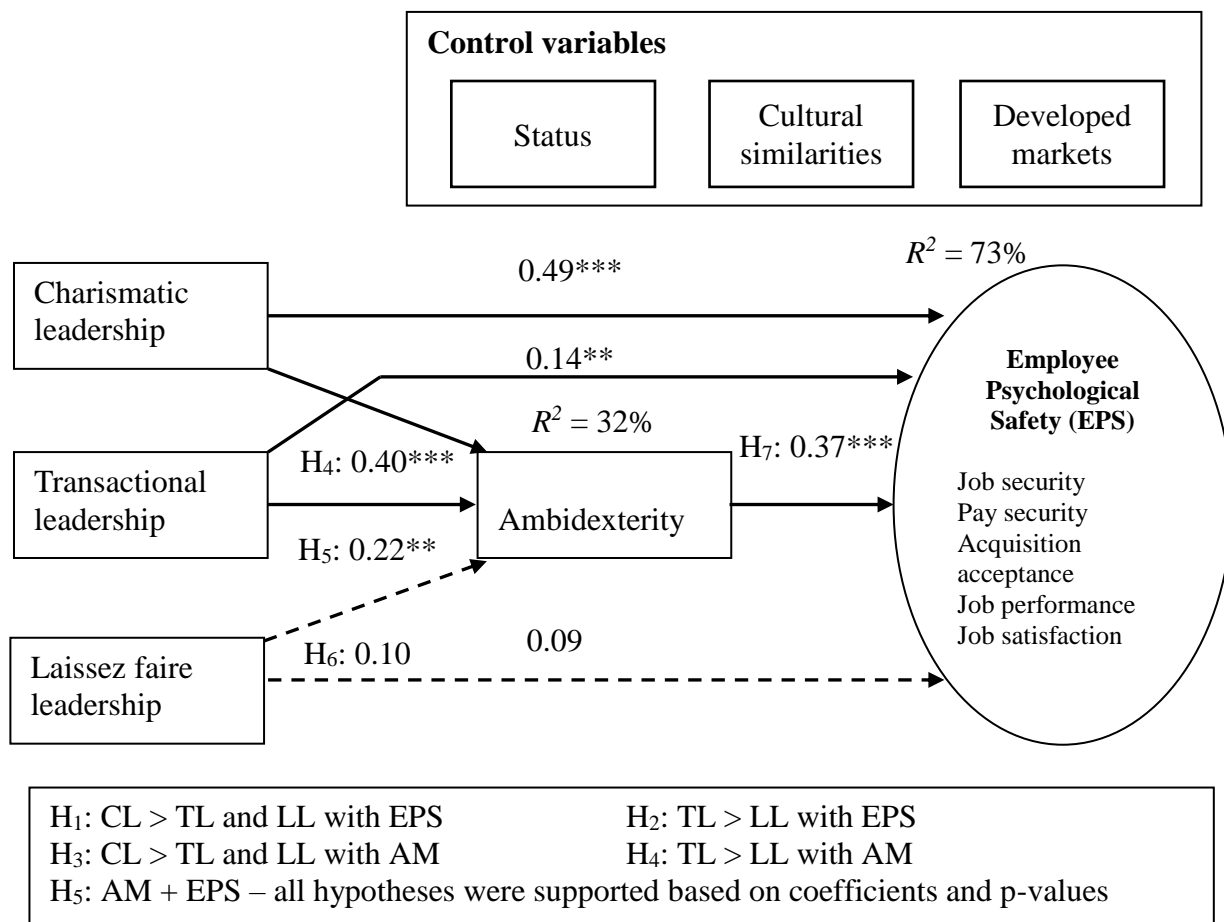 Control variables
Status
Cultural
similarities
Developed
markets
R² = 73%
0.49***
Charismatic
leadership
0.14**
R² = 32%
Employee
Psychological
Safety (EPS)
H₄: 0.40***
H₇: 0.37***
Transactional
leadership
Ambidexterity
Job security
Pay security
Acquisition
acceptance
Job performance
Job satisfaction
H₅: 0.22**
H₆: 0.10
0.09
Laissez faire
leadership
H₁: CL > TL and LL with EPS
H₂: TL > LL with EPS
H₃: CL > TL and LL with AM
H₄: TL > LL with AM
H₅: AM + EPS – all hypotheses were supported based on coefficients and p-values